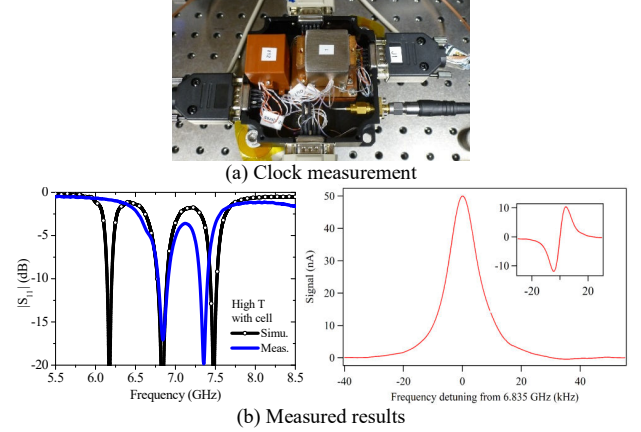 (a) Clock measurement
0
-5
-10
-15
-20
|S11| (dB)
High T
with cell
Simu.
Meas.
5.5 6.0 6.5 7.0 7.5 8.0 8.5
Frequency (GHz)
50
40
30
20
10
0
Signal (nA)
10
0
-10
-20 0 20
-40 -20 0 20 40
Frequency detuning from 6.835 GHz (kHz)
(b) Measured results